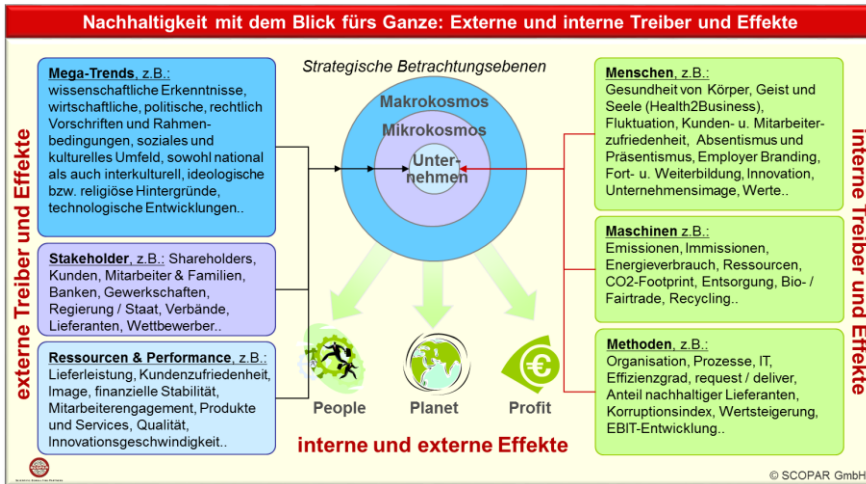 Nachhaltigkeit mit dem Blick fürs Ganze: Externe und interne Treiber und Effekte
externe Treiber und Effekte
Mega-Trends, z.B.:
wissenschaftliche Erkenntnisse,
wirtschaftliche, politische, rechtlich
Vorschriften und Rahmen-
bedingungen, soziales und
kulturelles Umfeld, sowohl national
als auch interkulturell, ideologische
bzw. religiöse Hintergründe,
technologische Entwicklungen..
Stakeholder, z.B.: Shareholders,
Kunden, Mitarbeiter & Familien,
Banken, Gewerkschaften,
Regierung / Staat, Verbände,
Lieferanten, Wettbewerber..
Ressourcen & Performance, z.B.:
Lieferleistung, Kundenzufriedenheit,
Image, finanzielle Stabilität,
Mitarbeiterengagement, Produkte
und Services, Qualität,
Innovationsgeschwindigkeit..
Strategische Betrachtungsebenen
Makrokosmos
Mikrokosmos
Unter-
nehmen
People
Planet
Profit
interne und externe Effekte
Menschen, z.B.:
Gesundheit von Körper, Geist und
Seele (Health2Business),
Fluktuation, Kunden- u. Mitarbeiter-
zufriedenheit, Absentismus und
Präsentismus, Employer Branding,
Fort- u. Weiterbildung, Innovation,
Unternehmensimage, Werte..
Maschinen z.B.:
Emissionen, Immissionen,
Energieverbrauch, Ressourcen,
CO2-Footprint, Entsorgung, Bio- /
Fairtrade, Recycling..
Methoden, z.B.:
Organisation, Prozesse, IT,
Effizienzgrad, request / deliver,
Anteil nachhaltiger Lieferanten,
Korruptionsindex, Wertsteigerung,
EBIT-Entwicklung..
interne Treiber und Effekte
© SCOPAR GmbH